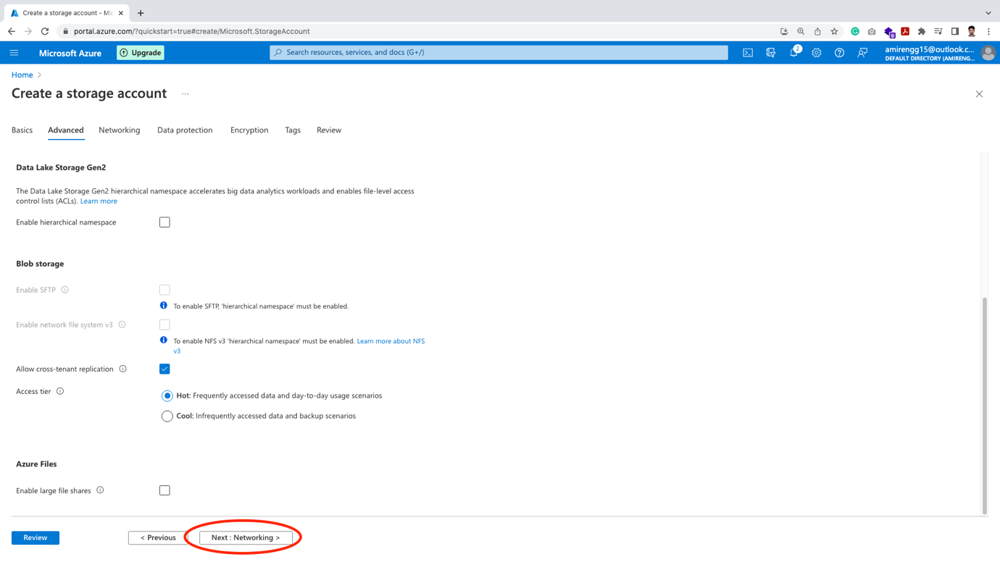 Create a storage account - Mic
portal.azure.com/?quickstart=true#create/Microsoft.StorageAccount
Microsoft Azure
Upgrade
Search resources, services, and docs (G+/)
2
amirengg15@outlook.c...
DEFAULT DIRECTORY (AMIRENG...
Home
Create a storage account
...
Basics
Advanced
Networking
Data protection
Encryption
Tags
Review
Data Lake Storage Gen2
The Data Lake Storage Gen2 hierarchical namespace accelerates big data analytics workloads and enables file-level access
control lists (ACLs). Learn more
Enable hierarchical namespace
Blob storage
Enable SFTP
To enable SFTP, 'hierarchical namespace' must be enabled.
Enable network file system v3
To enable NFS v3 'hierarchical namespace' must be enabled. Learn more about NFS
v3
Allow cross-tenant replication
Access tier
Hot: Frequently accessed data and day-to-day usage scenarios
Cool: Infrequently accessed data and backup scenarios
Azure Files
Enable large file shares
Review
< Previous
Next : Networking >